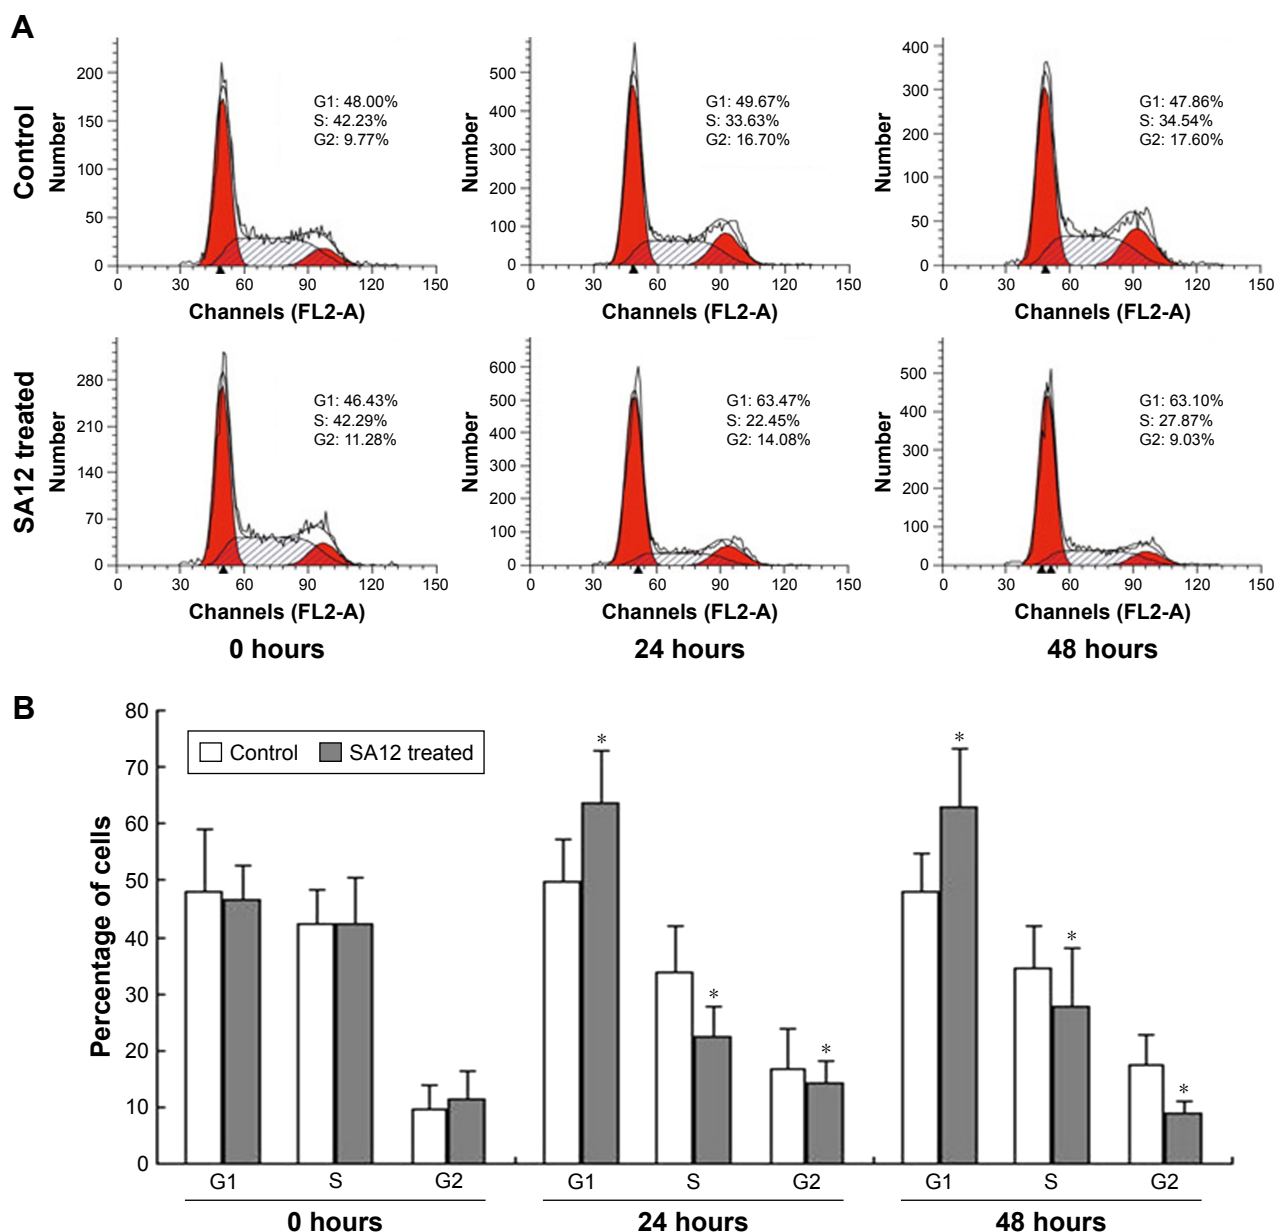 A
Control
Number
200
150
100
50
0
G1: 48.00%
S: 42.23%
G2: 9.77%
0 30 60 90 120 150
Channels (FL2-A)
Number
500
400
300
200
100
0
G1: 49.67%
S: 33.63%
G2: 16.70%
0 30 60 90 120 150
Channels (FL2-A)
Number
400
300
200
100
50
0
G1: 47.86%
S: 34.54%
G2: 17.60%
0 30 60 90 120 150
Channels (FL2-A)
SA12 treated
Number
280
210
140
70
0
G1: 46.43%
S: 42.29%
G2: 11.28%
0 30 60 90 120 150
Channels (FL2-A)
0 hours
Number
600
500
400
300
200
100
0
G1: 63.47%
S: 22.45%
G2: 14.08%
0 30 60 90 120 150
Channels (FL2-A)
24 hours
Number
500
400
300
200
100
0
G1: 63.10%
S: 27.87%
G2: 9.03%
0 30 60 90 120 150
Channels (FL2-A)
48 hours
B
Percentage of cells
80
70
60
50
40
30
20
10
0
Control SA12 treated
* * * * * *
G1 S G2 G1 S G2 G1 S G2
0 hours 24 hours 48 hours